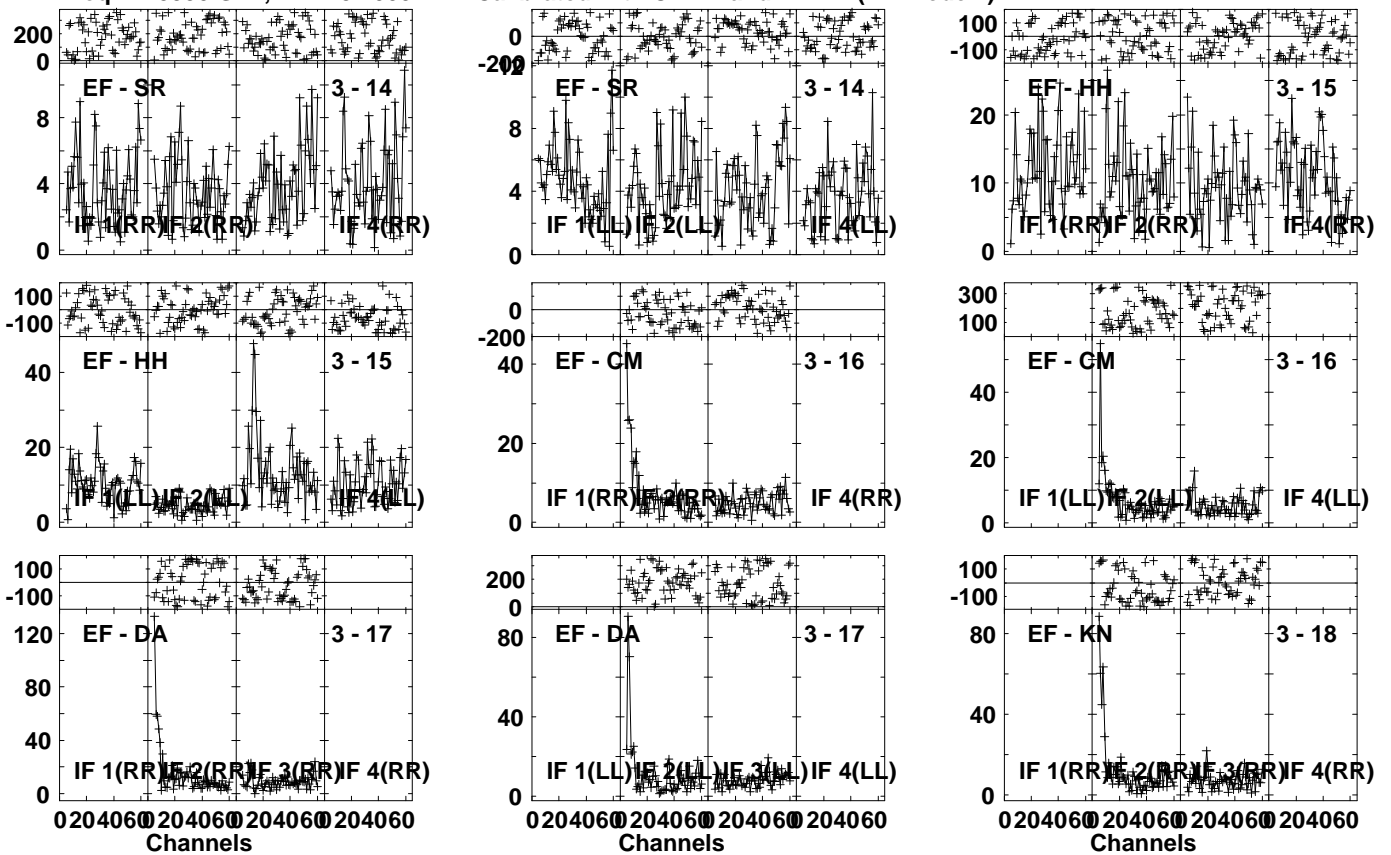 200
0
EF - SR 3 - 14
8
4
0
IF 1(RR) IF 2(RR) IF 4(RR)
0
-200
12
EF - SR 3 - 14
8
4
0
IF 1(LL) IF 2(LL) IF 4(LL)
100
-100
EF - HH 3 - 15
20
10
0
IF 1(RR) IF 2(RR) IF 4(RR)
100
-100
EF - HH 3 - 15
40
20
0
IF 1(LL) IF 2(LL) IF 4(LL)
0
-200
EF - CM 3 - 16
40
20
0
IF 1(RR) IF 2(RR) IF 4(RR)
300
100
EF - CM 3 - 16
40
20
0
IF 1(LL) IF 2(LL) IF 4(LL)
100
-100
EF - DA 3 - 17
120
80
40
0
IF 1(RR) IF 2(RR) IF 3(RR) IF 4(RR)
0 20 40 60 0 20 40 60 0 20 40 60 0 20 40 60
Channels
200
0
EF - DA 3 - 17
80
40
0
IF 1(LL) IF 2(LL) IF 3(LL) IF 4(LL)
0 20 40 60 0 20 40 60 0 20 40 60 0 20 40 60
Channels
100
-100
EF - KN 3 - 18
80
40
0
IF 1(RR) IF 2(RR) IF 3(RR) IF 4(RR)
0 20 40 60 0 20 40 60 0 20 40 60 0 20 40 60
Channels